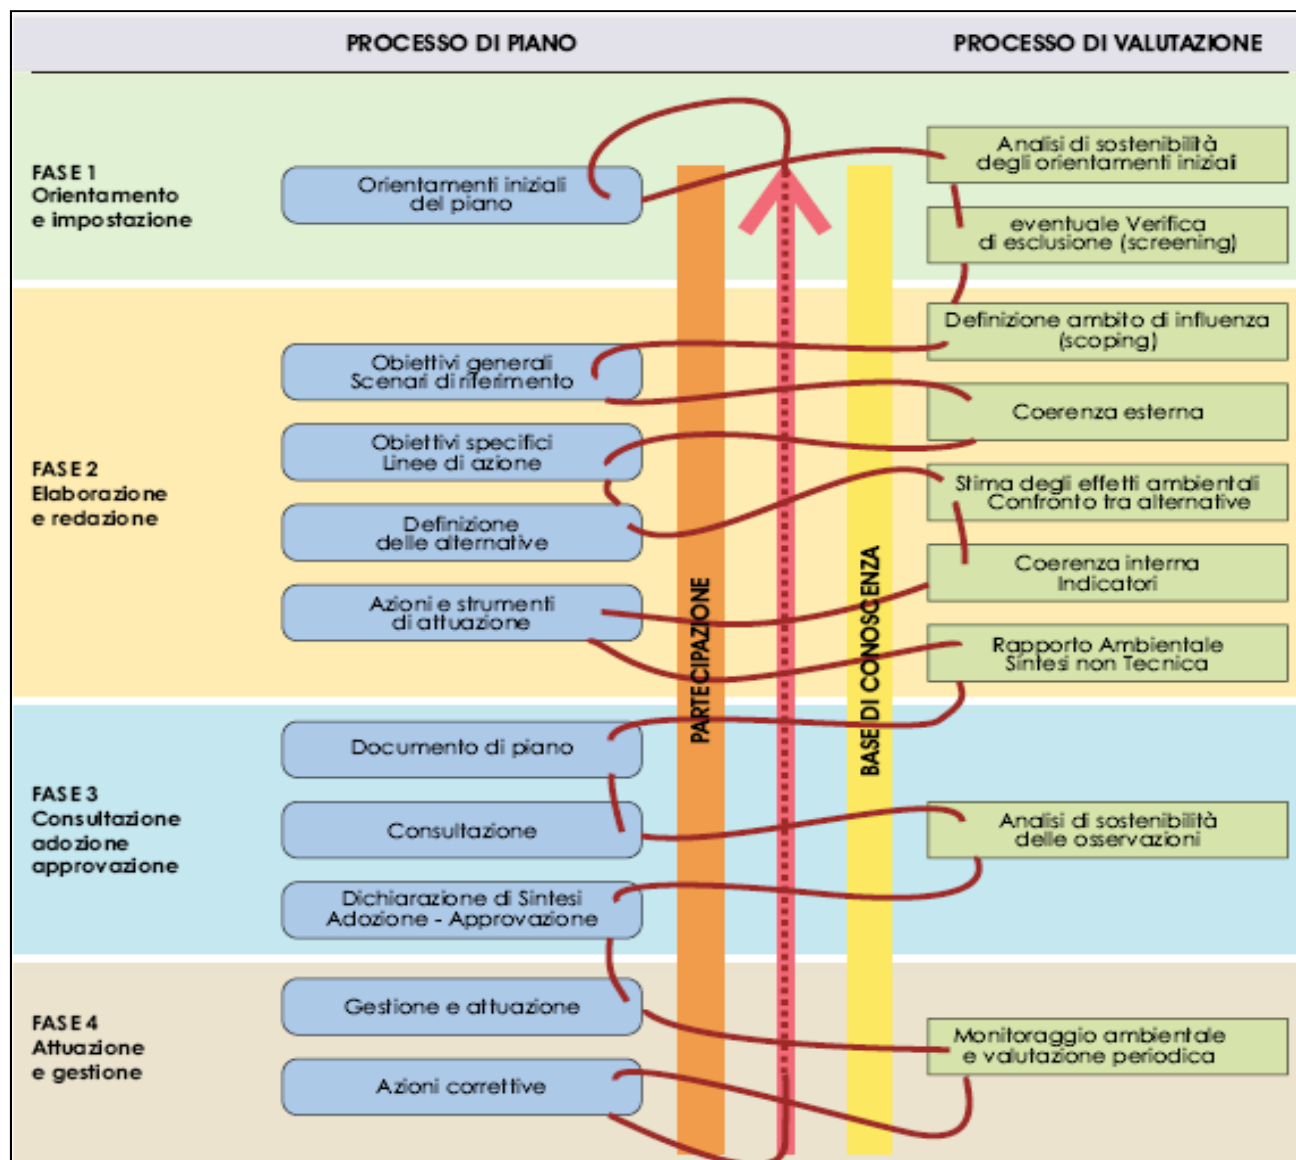 PROCESSO DI PIANO
PROCESSO DI VALUTAZIONE
FASE 1
Orientamento
e impostazione
Orientamenti iniziali
del piano
Analisi di sostenibilità
degli orientamenti iniziali
eventuale Verifica
di esclusione (screening)
FASE 2
Elaborazione
e redazione
Obiettivi generali
Scenari di riferimento
Obiettivi specifici
Linee di azione
Definizione
delle alternative
Azioni e strumenti
di attuazione
Definizione ambito di influenza
(scoping)
Coerenza esterna
Stima degli effetti ambientali
Confronto tra alternative
Coerenza interna
Indicatori
Rapporto Ambientale
Sintesi non Tecnica
PARTECIPAZIONE
BASE DI CONOSCENZA
FASE 3
Consultazione
adozione
approvazione
Documento di piano
Consultazione
Dichiarazione di Sintesi
Adozione - Approvazione
Analisi di sostenibilità
delle osservazioni
FASE 4
Attuazione
e gestione
Gestione e attuazione
Azioni correttive
Monitoraggio ambientale
e valutazione periodica